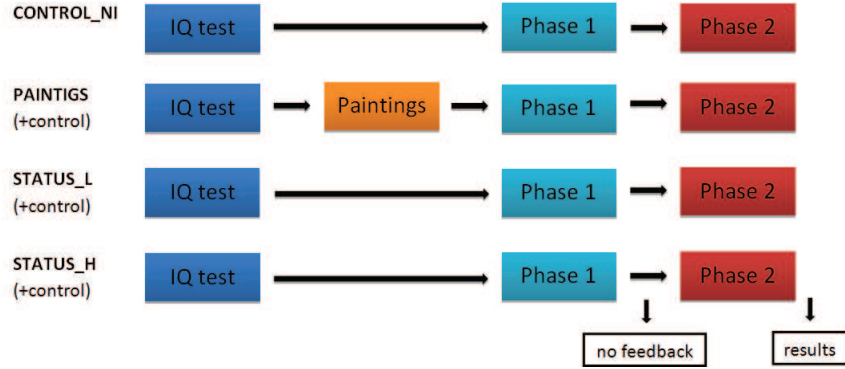 CONTROL_NI
IQ test
Phase 1
Phase 2
PAINTIGS
(+control)
IQ test
Paintings
Phase 1
Phase 2
STATUS_L
(+control)
IQ test
Phase 1
Phase 2
STATUS_H
(+control)
IQ test
Phase 1
Phase 2
no feedback
results